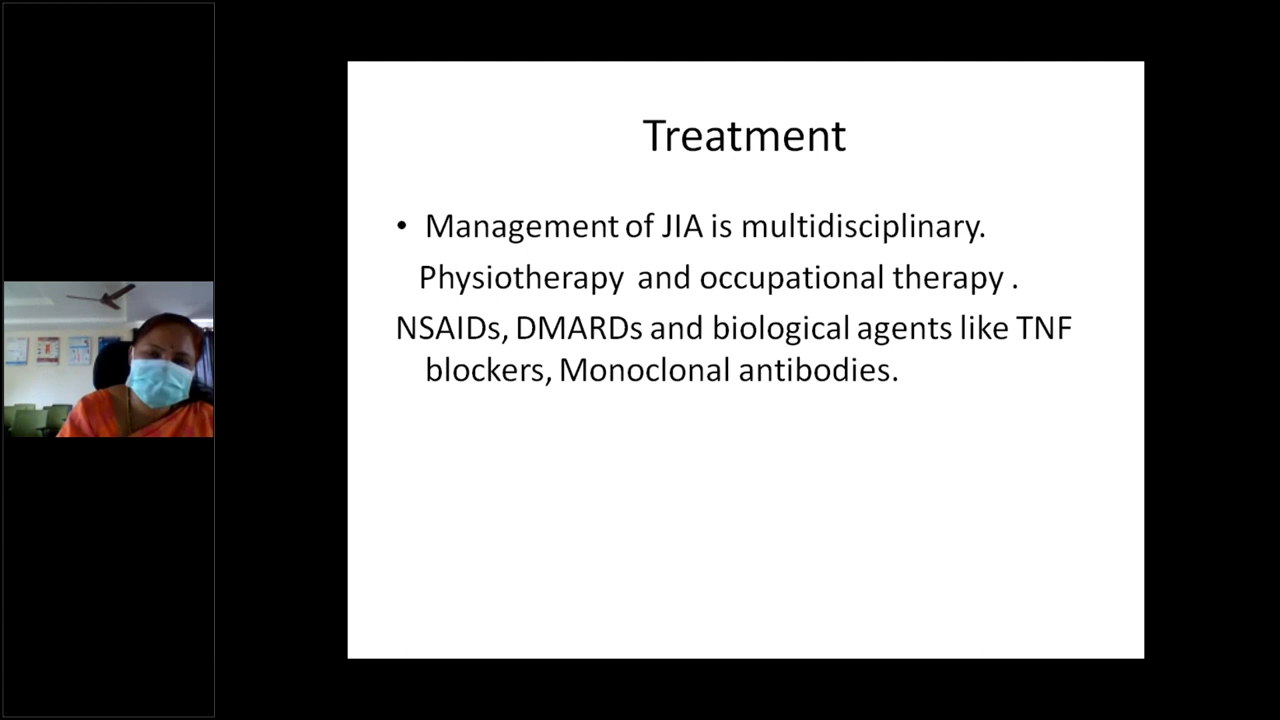 Treatment
• Management of JIA is multidisciplinary.
Physiotherapy and occupational therapy .
NSAIDs, DMARDs and biological agents like TNF
blockers, Monoclonal antibodies.